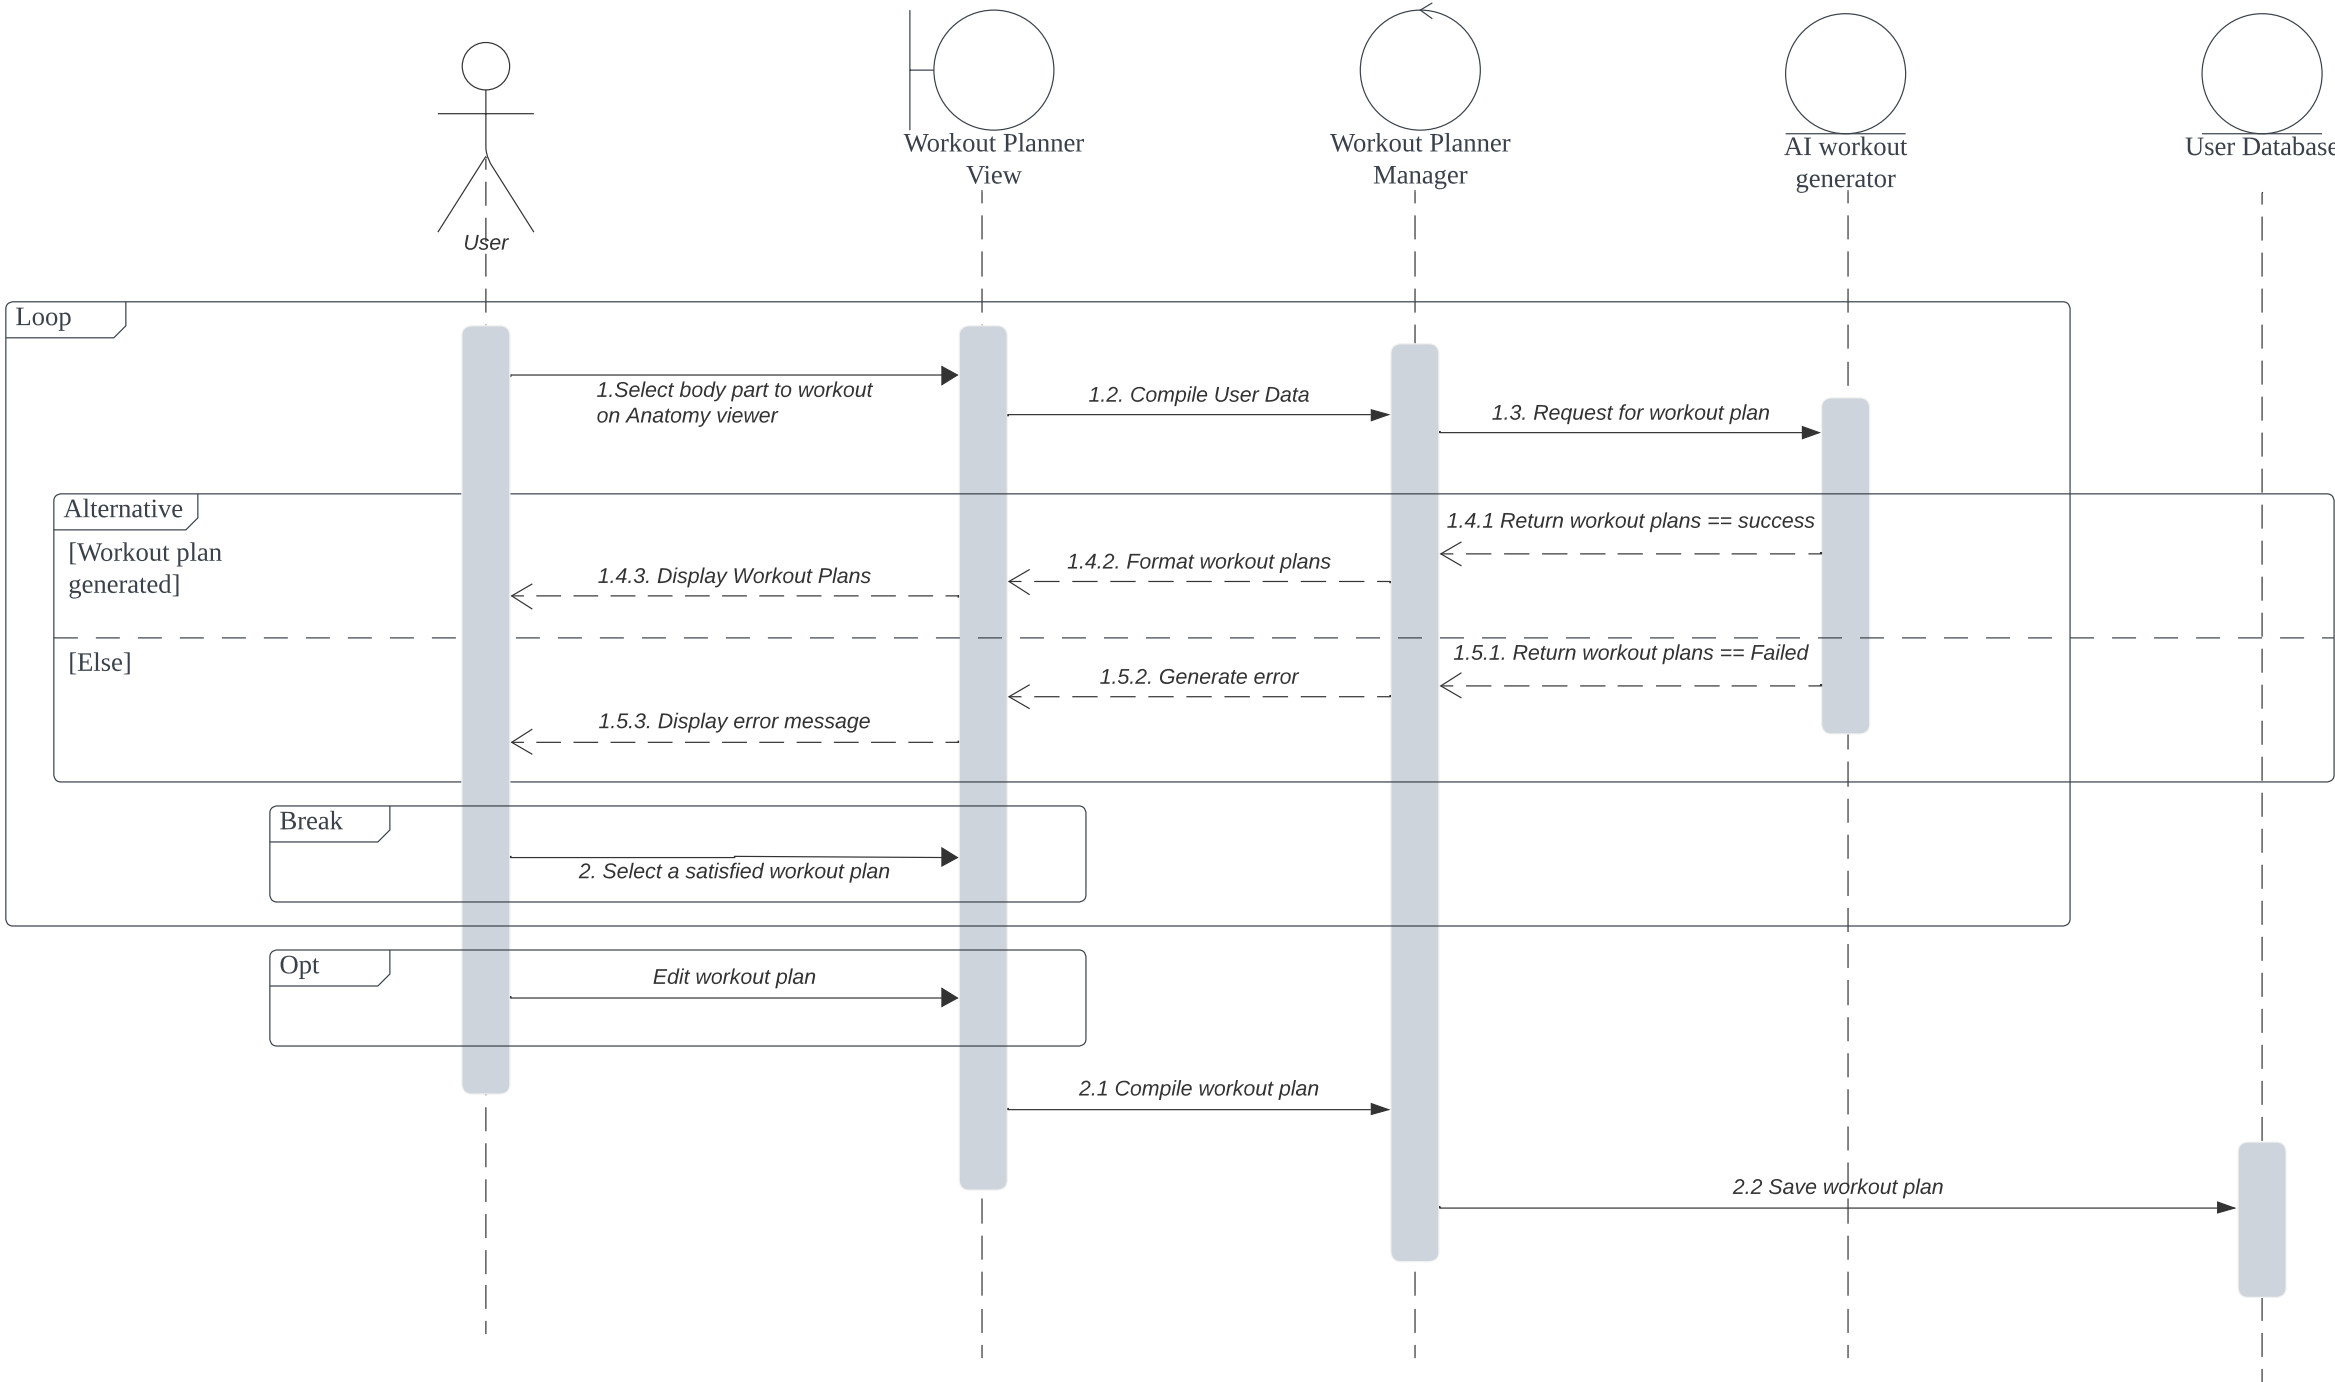 Workout Planner
View
Workout Planner
Manager
AI workout
generator
User Database
User
Loop
1.Select body part to workout
on Anatomy viewer
1.2. Compile User Data
1.3. Request for workout plan
Alternative
[Workout plan
generated]
1.4.1 Return workout plans == success
1.4.2. Format workout plans
1.4.3. Display Workout Plans
[Else]
1.5.1. Return workout plans == Failed
1.5.2. Generate error
1.5.3. Display error message
Break
2. Select a satisfied workout plan
Opt
Edit workout plan
2.1 Compile workout plan
2.2 Save workout plan